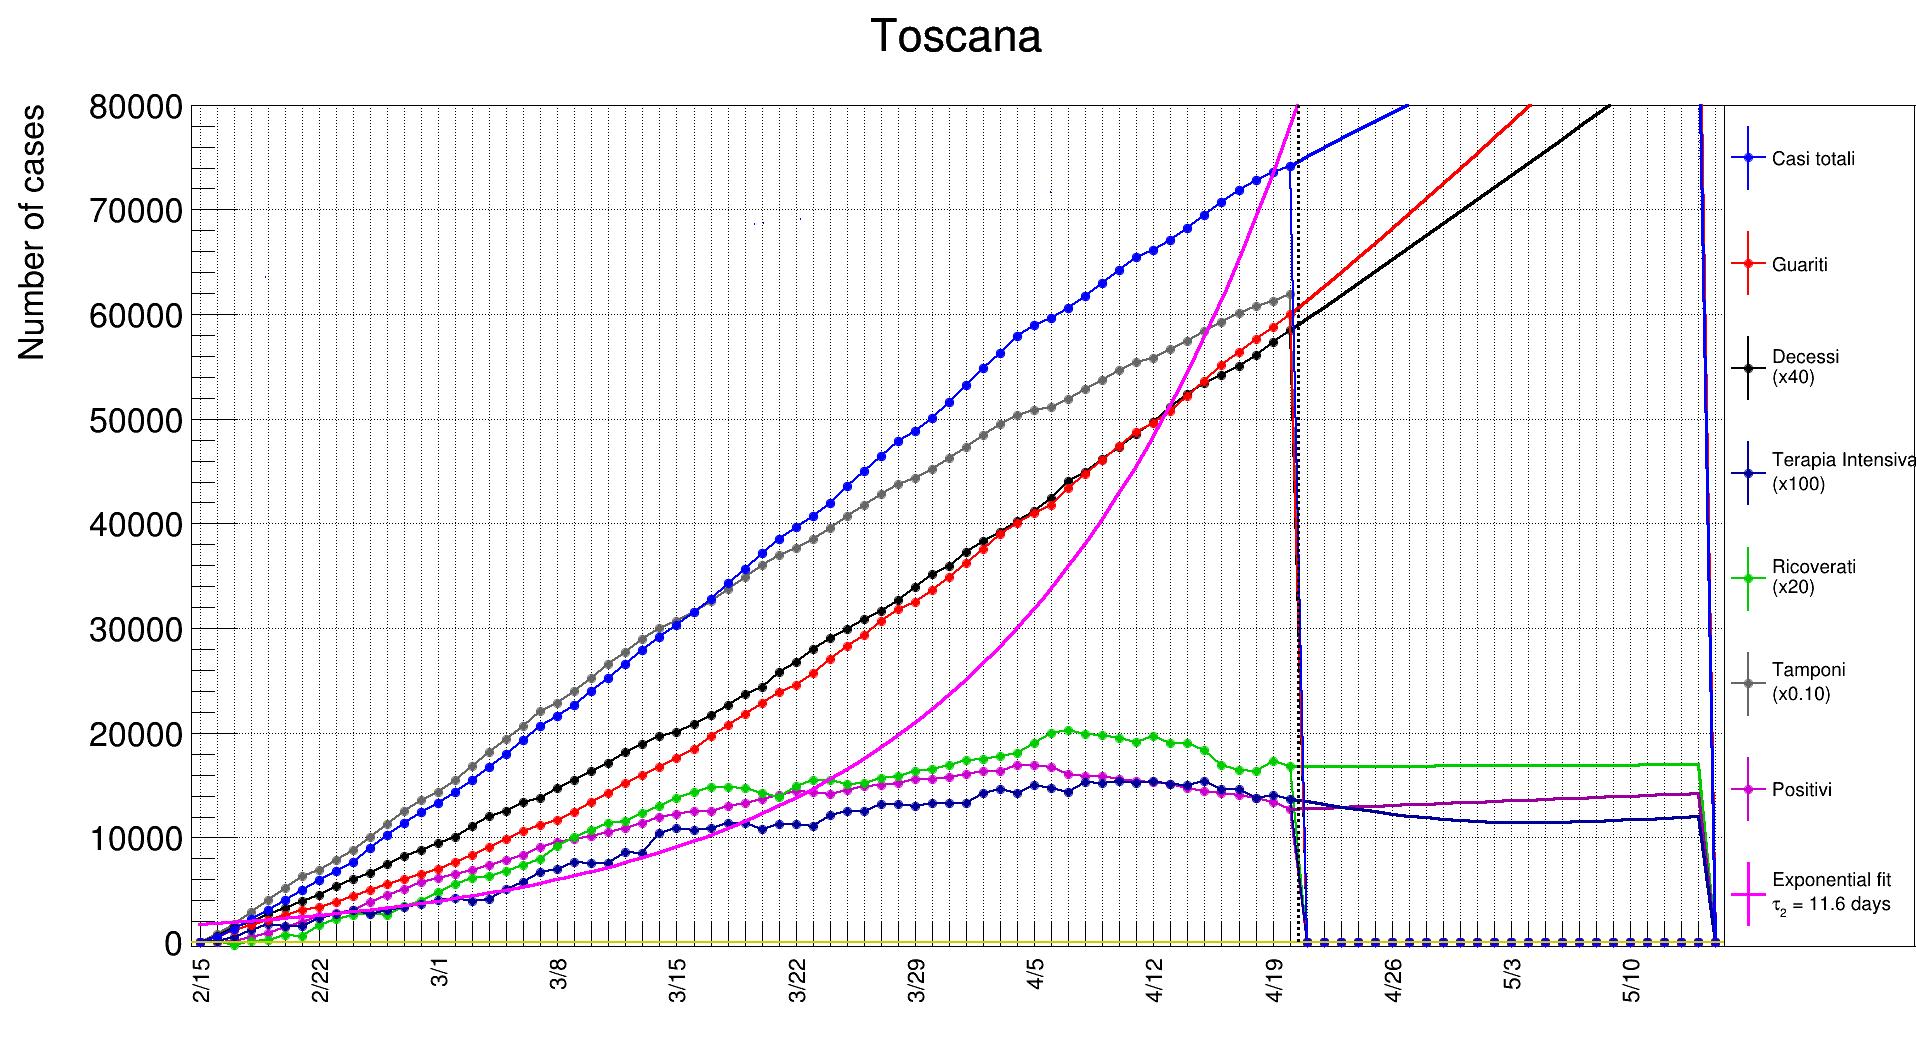 Toscana
Number of cases
80000
70000
60000
50000
40000
30000
20000
10000
0
2/15
2/22
3/1
3/8
3/15
3/22
3/29
4/5
4/12
4/19
4/26
5/3
5/10
Casi totali
Guariti
Decessi
(x40)
Terapia Intensiva
(x100)
Ricoverati
(x20)
Tamponi
(x0.10)
Positivi
Exponential fit
τ2 = 11.6 days